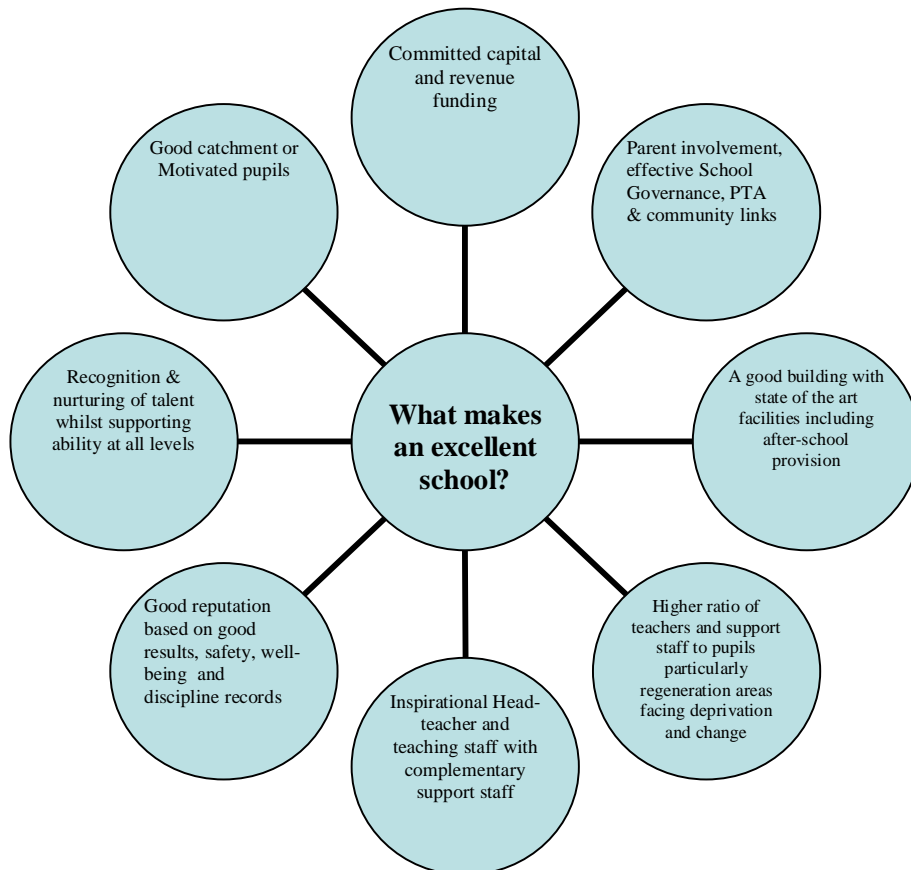 Committed capital
and revenue
funding
Good catchment or
Motivated pupils
Parent involvement,
effective School
Governance, PTA
& community links
Recognition &
nurturing of talent
whilst supporting
ability at all levels
What makes
an excellent
school?
A good building with
state of the art
facilities including
after-school
provision
Good reputation
based on good
results, safety, well-
being and
discipline records
Inspirational Head-
teacher and
teaching staff with
complementary
support staff
Higher ratio of
teachers and support
staff to pupils
particularly
regeneration areas
facing deprivation
and change